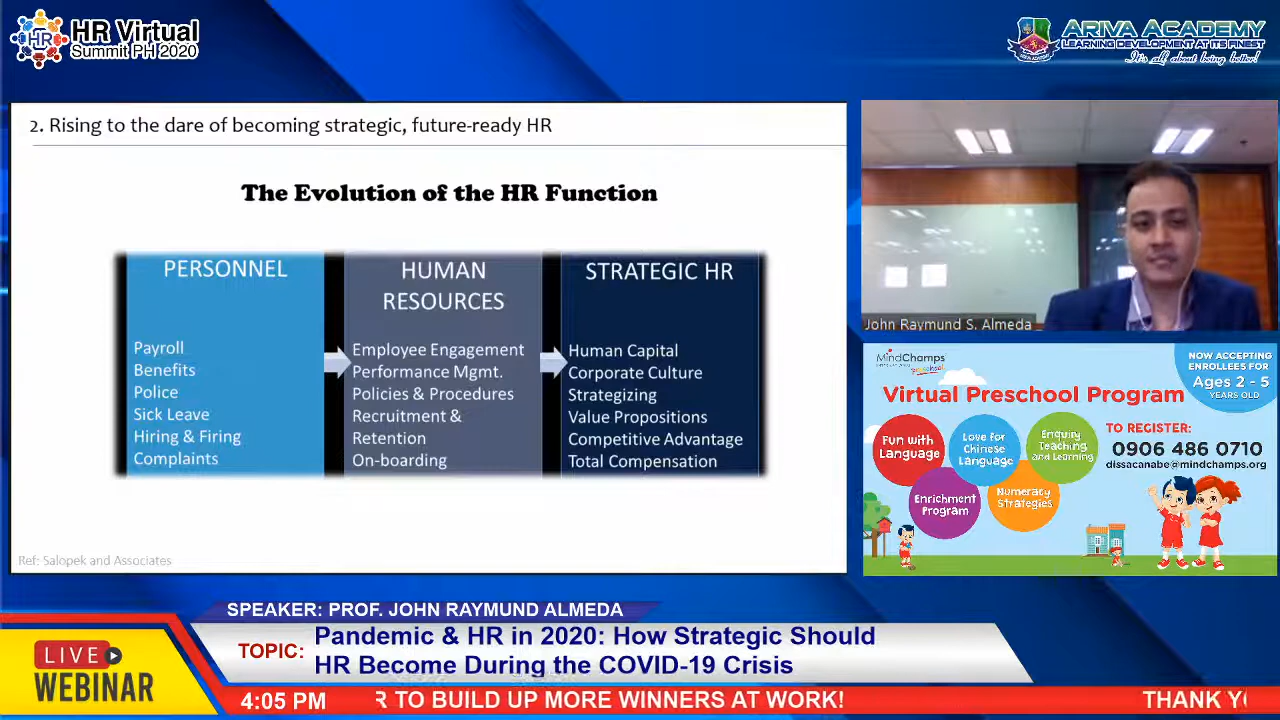 HR Virtual
Summit PH 2020
HR
ARIVA ACADEMY
LEARNING DEVELOPMENT AT ITS FINEST
It's all about being better!
2. Rising to the dare of becoming strategic, future-ready HR
The Evolution of the HR Function
PERSONNEL
Payroll
Benefits
Police
Sick Leave
Hiring & Firing
Complaints
HUMAN
RESOURCES
Employee Engagement
Performance Mgmt.
Policies & Procedures
Recruitment &
Retention
On-boarding
STRATEGIC HR
Human Capital
Corporate Culture
Strategizing
Value Propositions
Competitive Advantage
Total Compensation
Ref: Salopek and Associates
John Raymund S. Almeda
MindChamps
preschool
NOW ACCEPTING
ENROLLEES FOR
Ages 2 - 5
YEARS OLD
Virtual Preschool Program
Fun with
Language
Love for
Chinese
Language
Enquiry
Teaching
and Learning
Enrichment
Program
Numeracy
Strategies
TO REGISTER:
0906 486 0710
dissacanabe@mindchamps.org
SPEAKER: PROF. JOHN RAYMUND ALMEDA
TOPIC:
Pandemic & HR in 2020: How Strategic Should
HR Become During the COVID-19 Crisis
LIVE
WEBINAR
4:05 PM
R TO BUILD UP MORE WINNERS AT WORK!
THANK Y